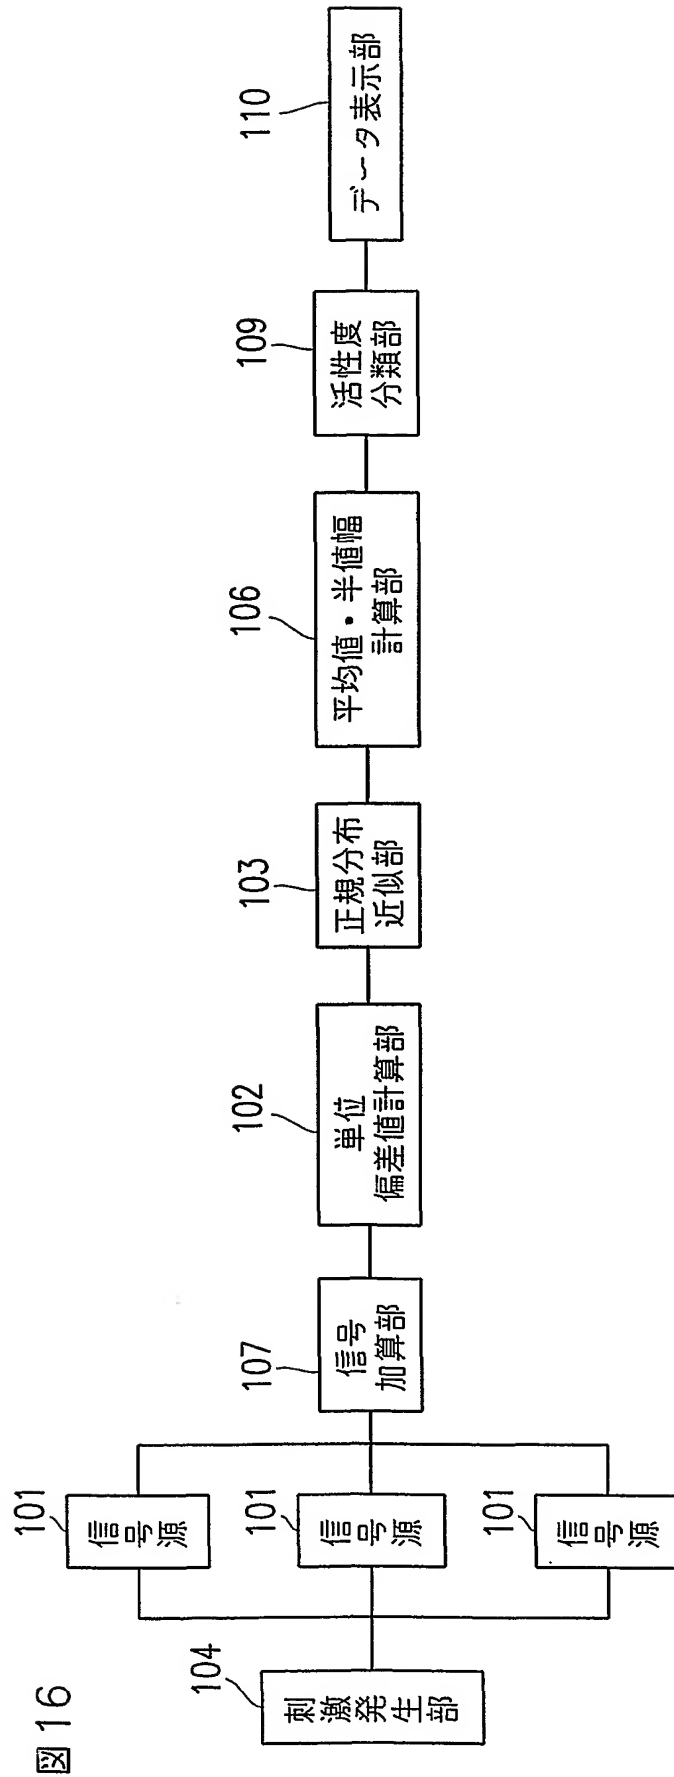 図16
104
刺激発生部
101
信号源
101
信号源
101
信号源
107
信号
加算部
102
単位
偏差値計算部
103
正規分布
近似部
106
平均値・半値幅
計算部
109
活性度
分類部
110
データ表示部